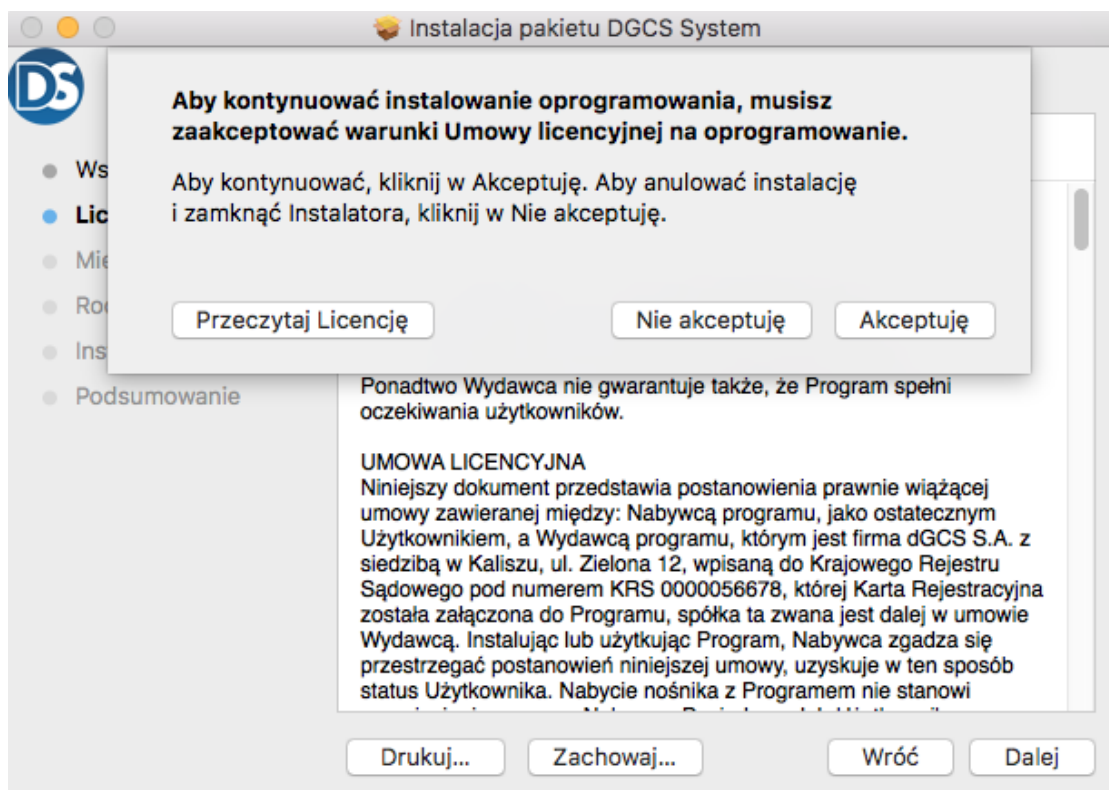 Instalacja pakietu DGCS System
DS
Aby kontynuować instalowanie oprogramowania, musisz
zaakceptować warunki Umowy licencyjnej na oprogramowanie.
Aby kontynuować, kliknij w Akceptuję. Aby anulować instalację
i zamknąć Instalatora, kliknij w Nie akceptuję.
Przeczytaj Licencję
Nie akceptuję
Akceptuję
Ws
Lic
Mie
Ro
Ins
Podsumowanie
Ponadtwo Wydawca nie gwarantuje także, że Program spełni
oczekiwania użytkowników.
UMOWA LICENCYJNA
Niniejszy dokument przedstawia postanowienia prawnie wiążącej
umowy zawieranej między: Nabywcą programu, jako ostatecznym
Użytkownikiem, a Wydawcą programu, którym jest firma dGCS S.A. z
siedzibą w Kaliszu, ul. Zielona 12, wpisaną do Krajowego Rejestru
Sądowego pod numerem KRS 0000056678, której Karta Rejestracyjna
została załączona do Programu, spółka ta zwana jest dalej w umowie
Wydawcą. Instalując lub użytkując Program, Nabywca zgadza się
przestrzegać postanowień niniejszej umowy, uzyskuje w ten sposób
status Użytkownika. Nabycie nośnika z Programem nie stanowi
Drukuj...
Zachowaj...
Wróć
Dalej